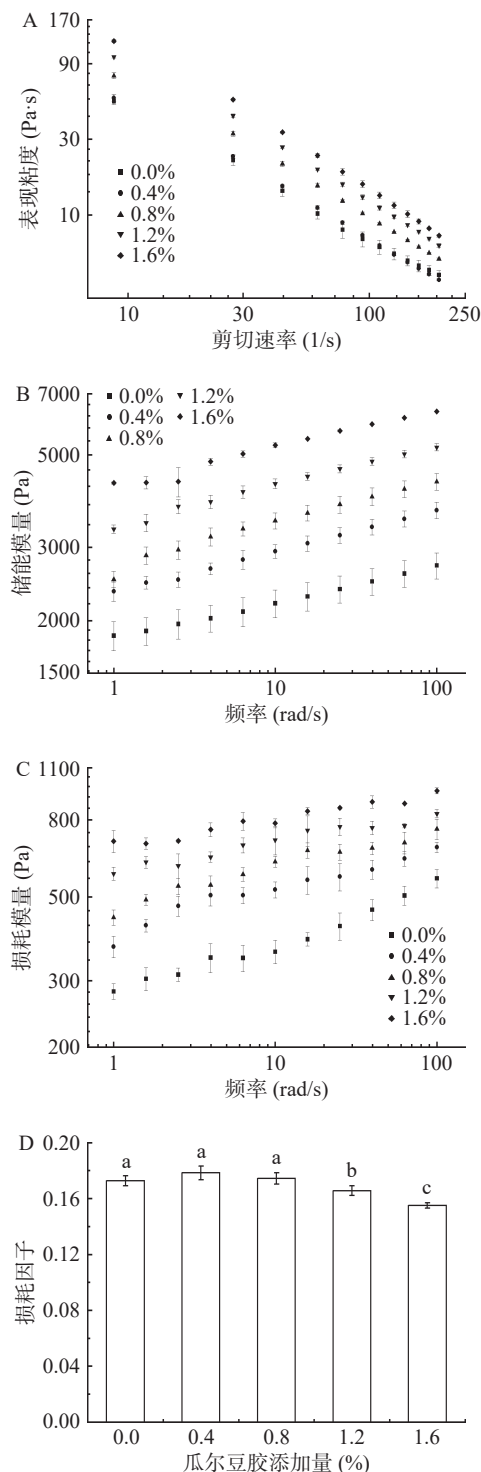 A
170
90
30
10
表现粘度 (Pa·s)
0.0%
0.4%
0.8%
1.2%
1.6%
10
30
100
250
剪切速率 (1/s)
B
7000
5000
3000
2000
1500
储能模量 (Pa)
0.0%
1.2%
0.4%
1.6%
0.8%
1
10
100
频率 (rad/s)
C
1100
800
500
300
200
损耗模量 (Pa)
0.0%
0.4%
0.8%
1.2%
1.6%
1
10
100
频率 (rad/s)
D
0.20
0.16
0.12
0.08
0.04
0.00
损耗因子
a
a
a
b
c
0.0
0.4
0.8
1.2
1.6
瓜尔豆胶添加量 (%)